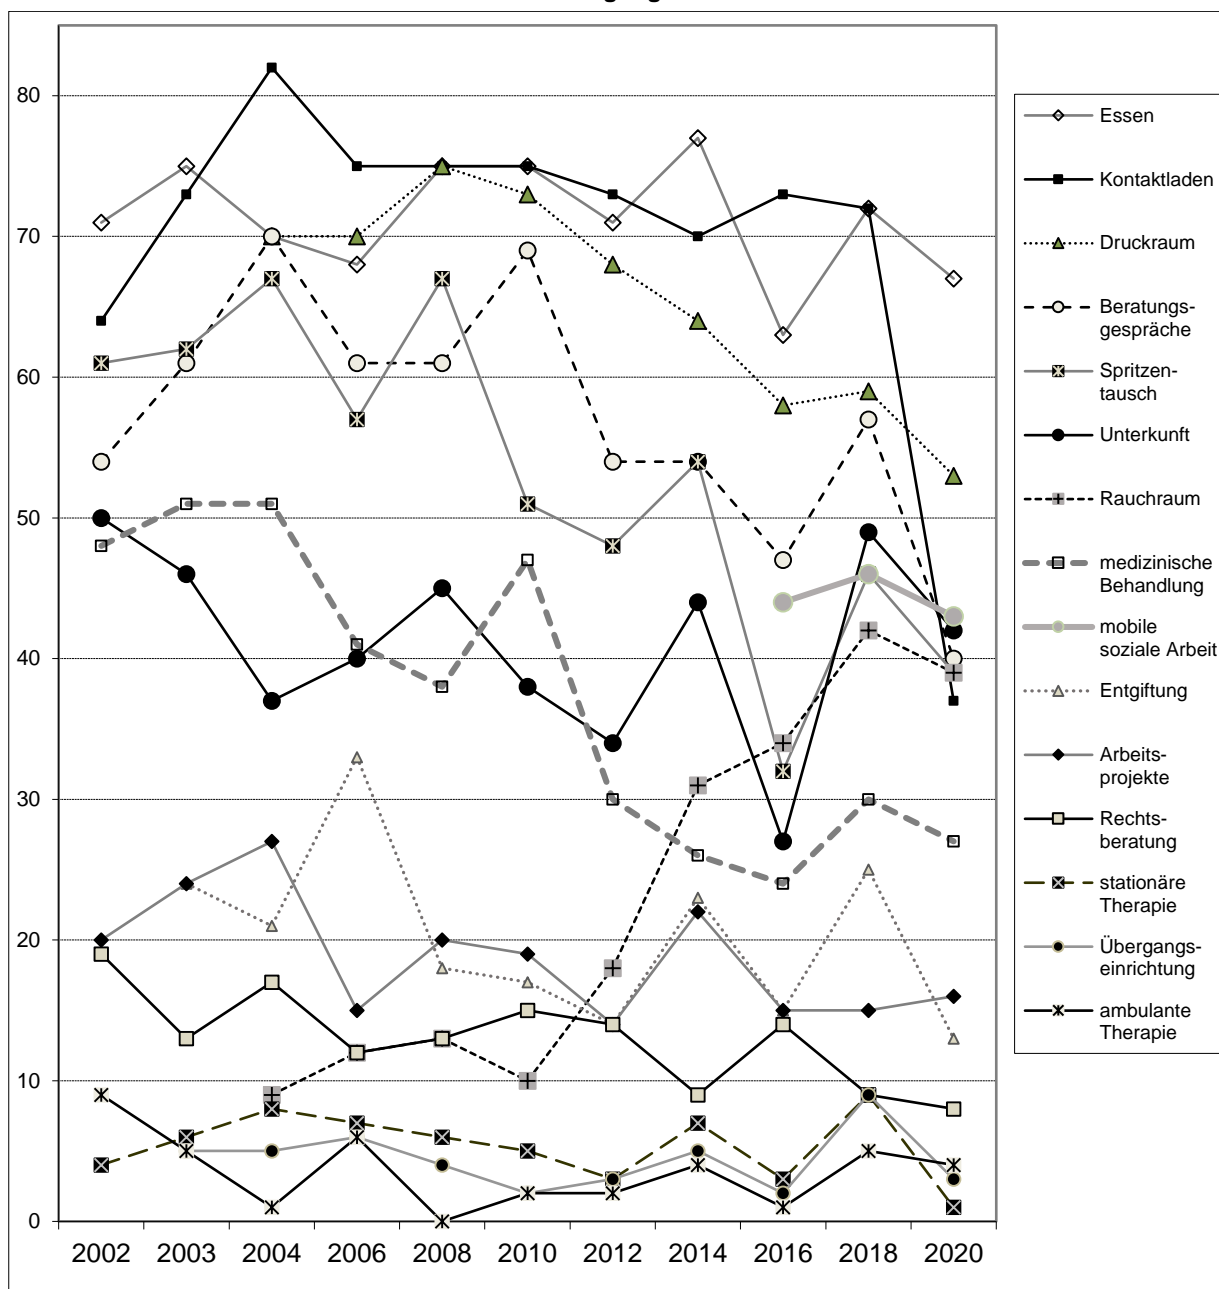 80
70
60
50
40
30
20
10
0
2002 2003 2004 2006 2008 2010 2012 2014 2016 2018 2020
Essen
Kontaktladen
Druckraum
Beratungs-
gespräche
Spritzen-
tausch
Unterkunft
Rauchraum
medizinische
Behandlung
mobile
soziale Arbeit
Entgiftung
Arbeits-
projekte
Rechts-
beratung
stationäre
Therapie
Übergangs-
einrichtung
ambulante
Therapie